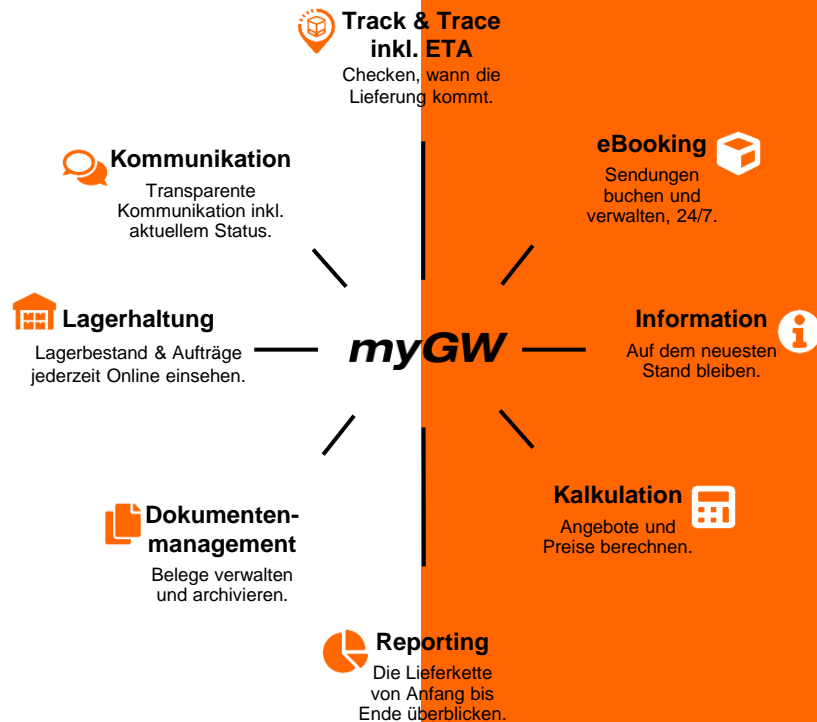 Track & Trace
inkl. ETA
Checken, wann die
Lieferung kommt.
eBooking
Sendungen
buchen und
verwalten, 24/7.
Kommunikation
Transparente
Kommunikation inkl.
aktuellem Status.
Lagerhaltung
Lagerbestand & Aufträge
jederzeit Online einsehen.
myGW
Information
Auf dem neuesten
Stand bleiben.
Dokumenten-
management
Belege verwalten
und archivieren.
Kalkulation
Angebote und
Preise berechnen.
Reporting
Die Lieferkette
von Anfang bis
Ende überblicken.